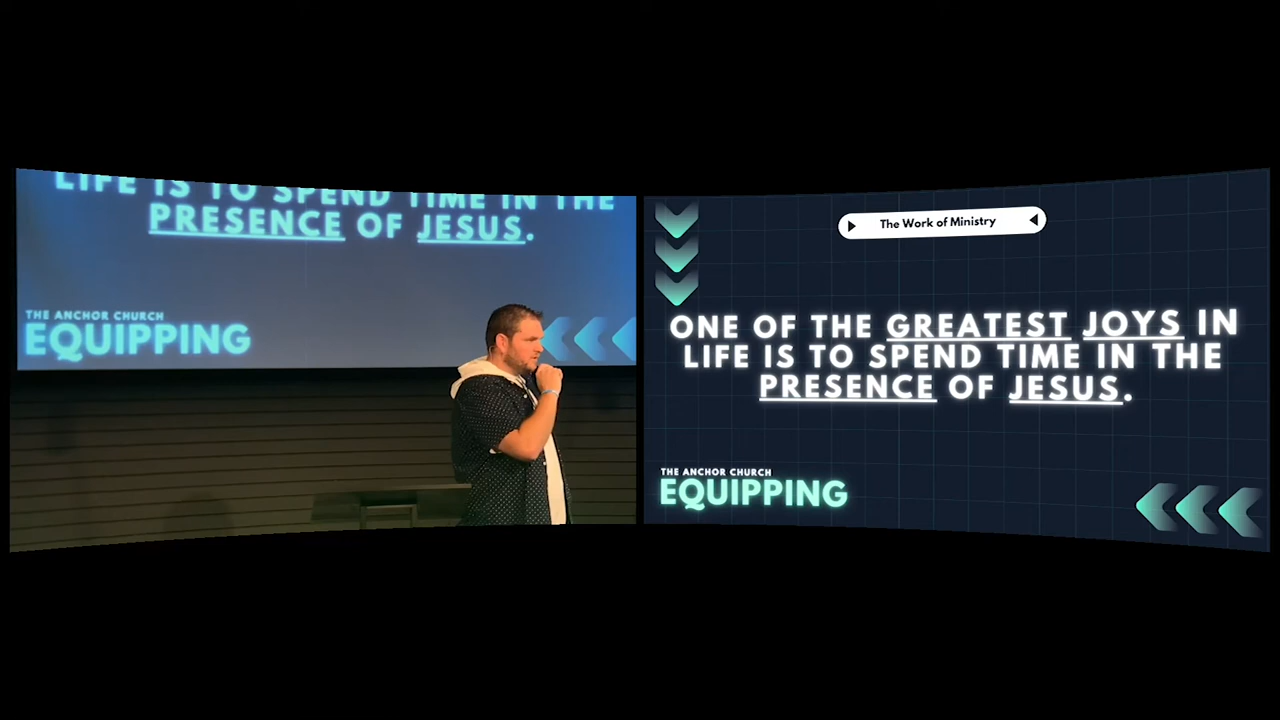 LIFE IS TO SPEND TIME IN THE
PRESENCE OF JESUS.
THE ANCHOR CHURCH
EQUIPPING
The Work of Ministry
ONE OF THE GREATEST JOYS IN
LIFE IS TO SPEND TIME IN THE
PRESENCE OF JESUS.
THE ANCHOR CHURCH
EQUIPPING